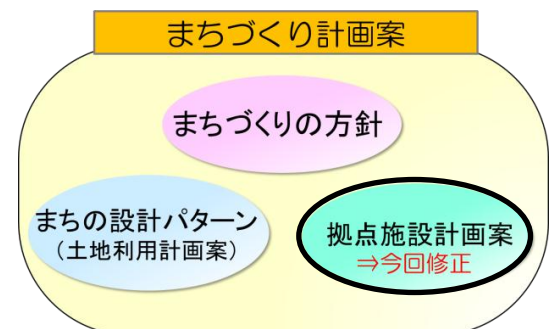 まちづくり計画案
まちづくりの方針
まちの設計パターン
（土地利用計画案）
拠点施設計画案
⇒今回修正